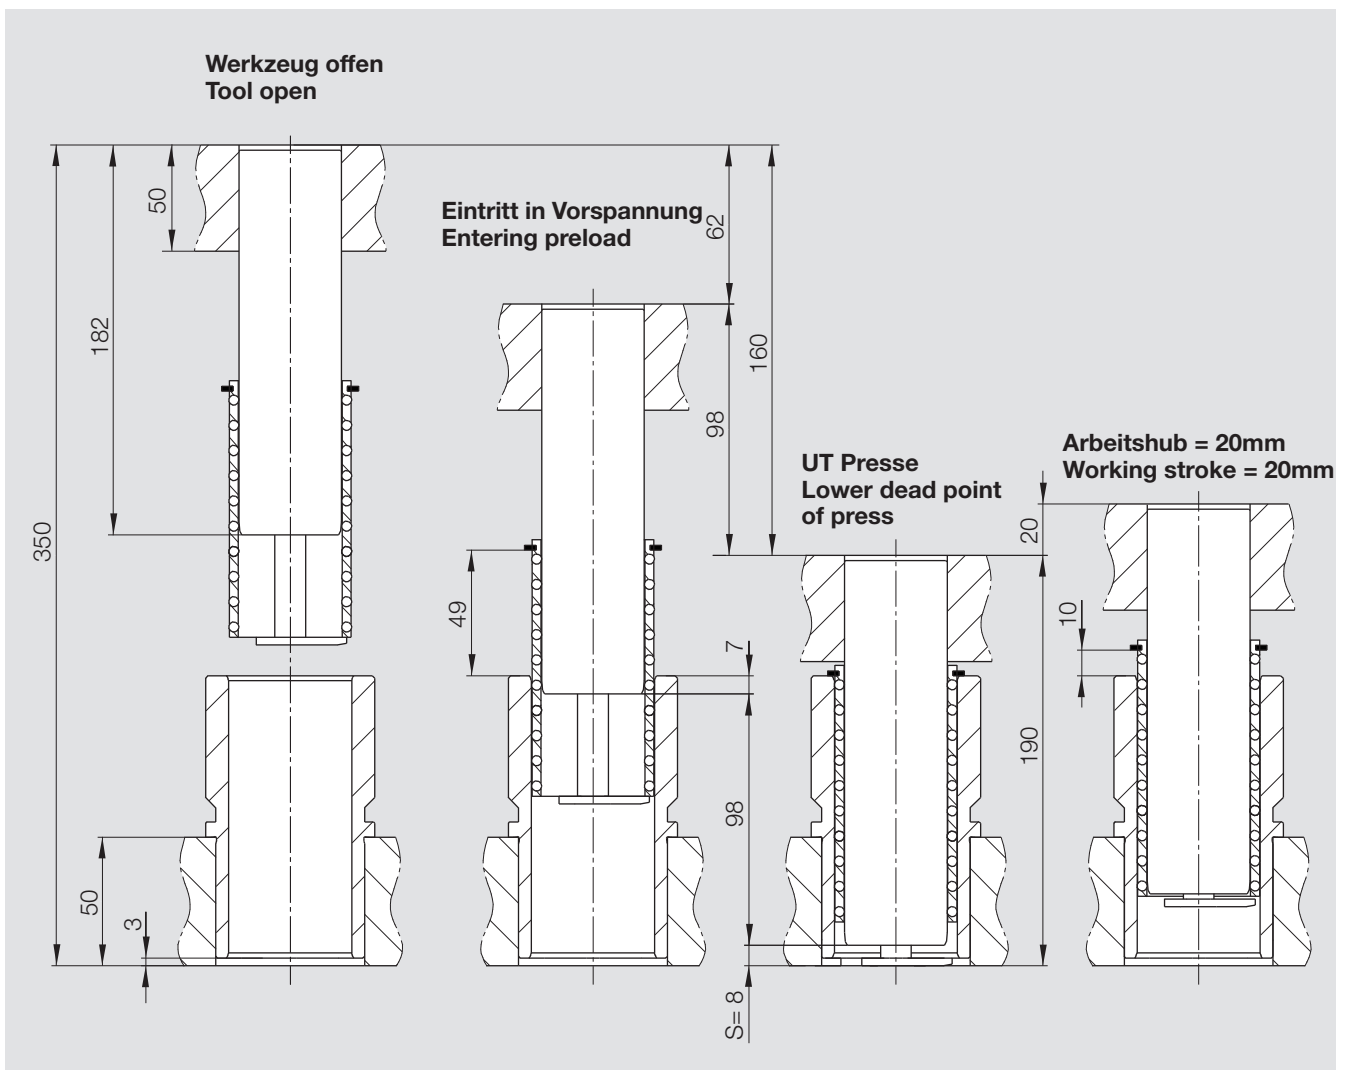 Werkzeug offen
Tool open
50
182
350
50
3
Eintritt in Vorspannung
Entering preload
62
98
160
49
7
98
S= 8
UT Presse
Lower dead point
of press
190
Arbeitshub = 20mm
Working stroke = 20mm
20
10